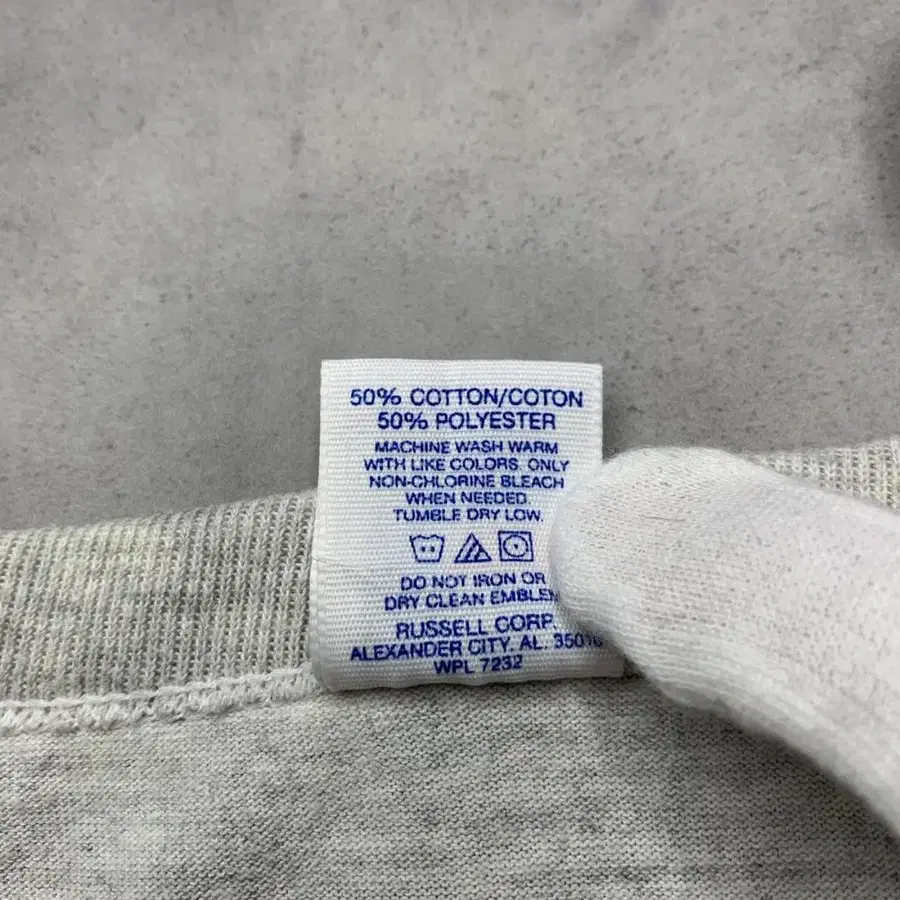 50% COTTON/COTON
50% POLYESTER
MACHINE WASH WARM
WITH LIKE COLORS. ONLY
NON-CHLORINE BLEACH
WHEN NEEDED.
TUMBLE DRY LOW.
DO NOT IRON OR
DRY CLEAN EMBLEM
RUSSELL CORP.
ALEXANDER CITY, AL.
WPL 7232